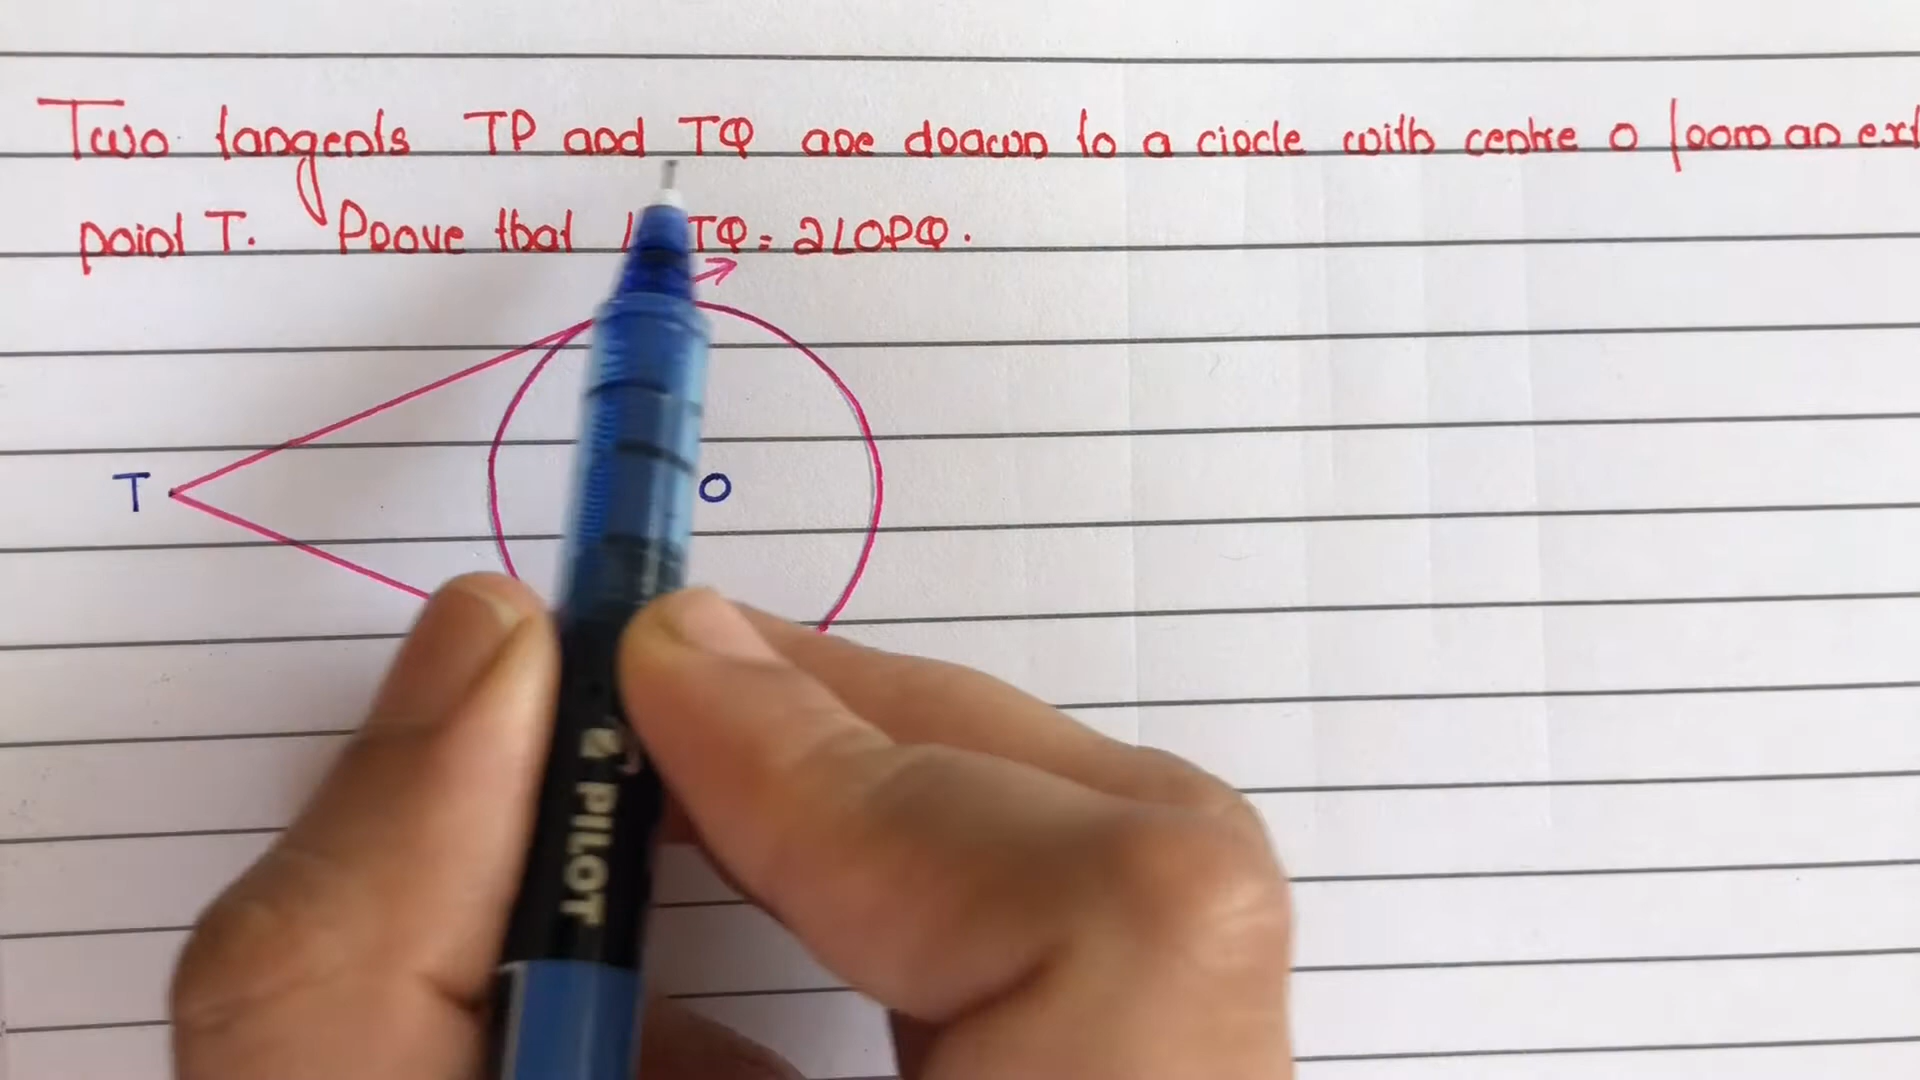 Two tangents TP and TQ are drawn to a circle with centre O from an ext
point T. Prove that TQ = 2∠OPQ.
T
O
PILOT